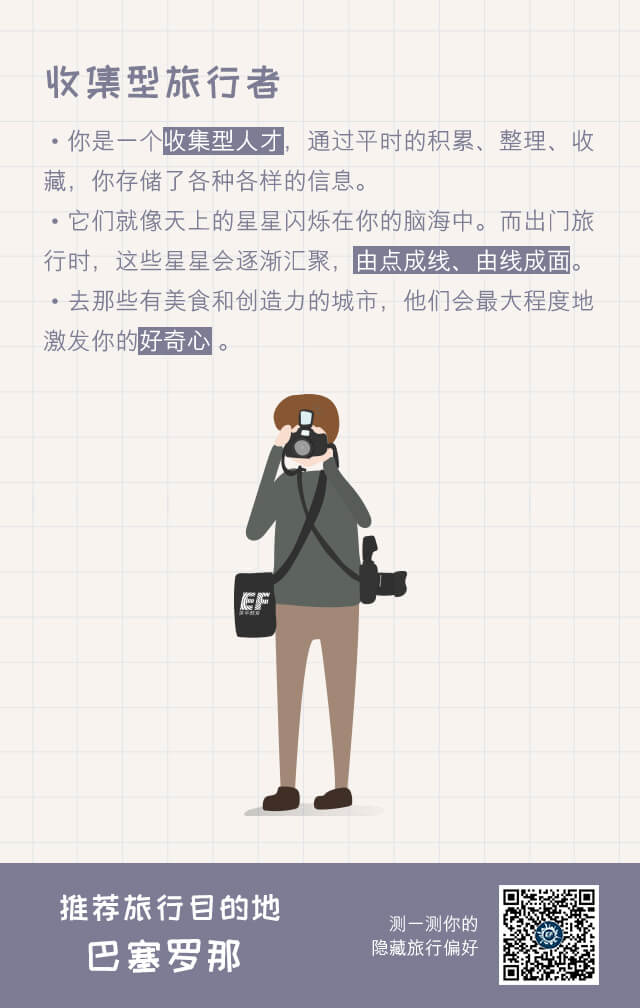 收集型旅行者
•你是一个收集型人才，通过平时的积累、整理、收
藏，你存储了各种各样的信息。
•它们就像天上的星星闪烁在你的脑海中。而出门旅
行时，这些星星会逐渐汇聚，由点成线、由线成面。
•去那些有美食和创造力的城市，他们会最大程度地
激发你的好奇心 。
EF
推荐旅行目的地
巴塞罗那
测一测你的
隐藏旅行偏好